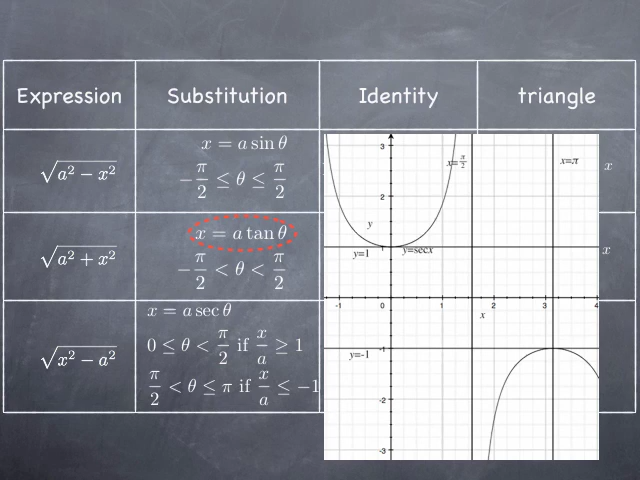 Expression Substitution Identity triangle
√(a² − x²)
x = a sin θ
−π/2 ≤ θ ≤ π/2
x
√(a² + x²)
x = a tan θ
−π/2 < θ < π/2
x
√(x² − a²)
x = a sec θ
0 ≤ θ < π/2 if x/a ≥ 1
π/2 < θ ≤ π if x/a ≤ −1
3
x=π/2
x=π
2
y
y=1
1
y=secx
-1 0 1 2 3 4
x
y=-1
-1
-2
-3